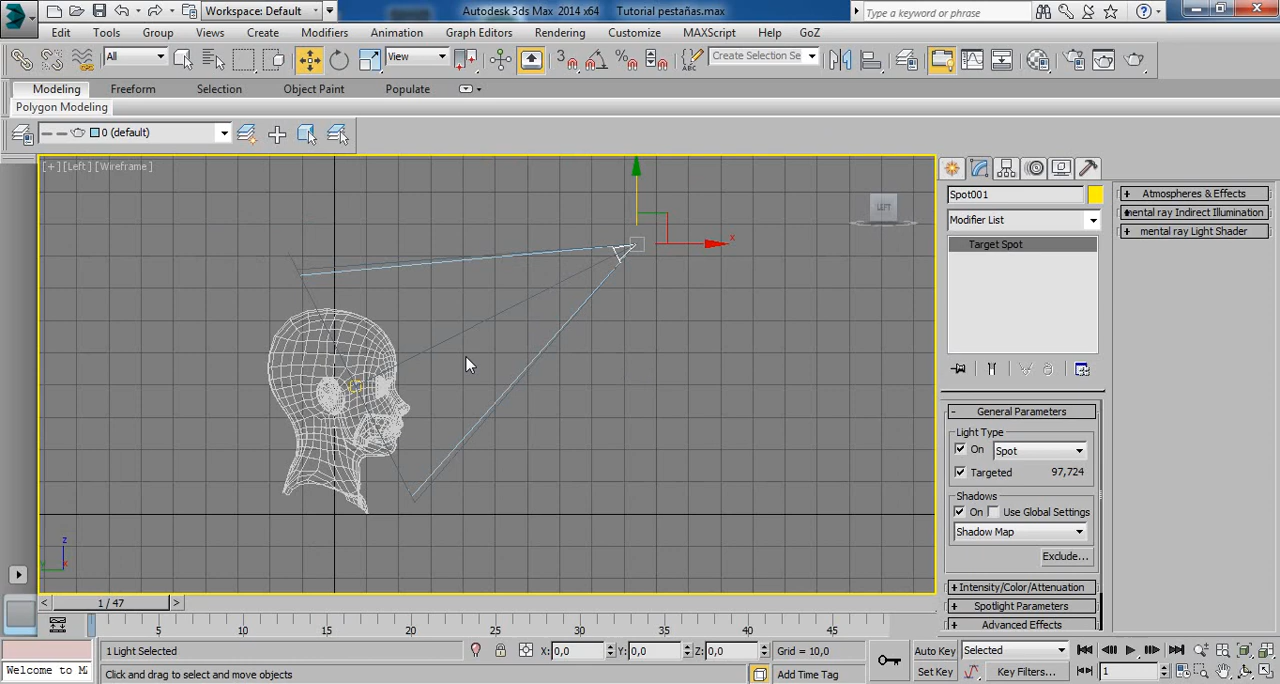 Workspace: Default
Autodesk 3ds Max 2014 x64 Tutorial pestañas.max
Type a keyword or phrase
Edit Tools Group Views Create Modifiers Animation Graph Editors Rendering Customize MAXScript Help GoZ
All
View
3
Create Selection Se
Modeling Freeform Selection Object Paint Populate
Polygon Modeling
0 (default)
[+] [Left] [Wireframe]
LEFT
x
z
y
x
Spot001
Modifier List
Target Spot
+ Atmospheres & Effects
mental ray Indirect Illumination
+ mental ray Light Shader
- General Parameters
Light Type
On Spot
Targeted 97,724
Shadows
On Use Global Settings
Shadow Map
Exclude...
+ Intensity/Color/Attenuation
+ Spotlight Parameters
+ Advanced Effects
< 1 / 47 >
5 10 15 20 25 30 35 40 45
1 Light Selected
X: 0,0 Y: 0,0 Z: 0,0 Grid = 10,0
Auto Key Selected
Welcome to M
Click and drag to select and move objects
Add Time Tag
Set Key Key Filters...
1